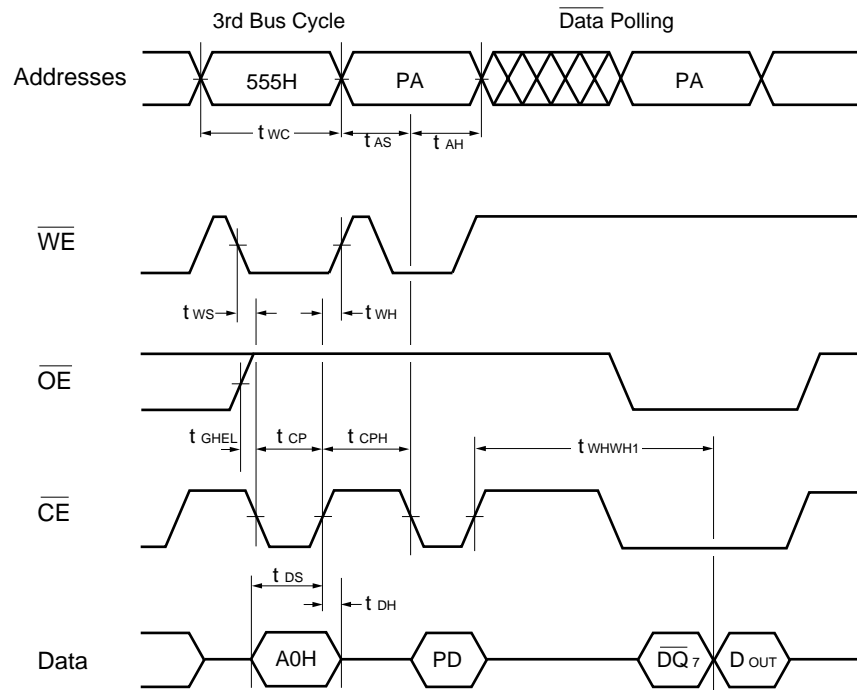 3rd Bus Cycle
Data Polling
Addresses
555H
PA
PA
t WC
t AS
t AH
WE
t WS
t WH
OE
t GHEL
t CP
t CPH
t WHWH1
CE
t DS
t DH
Data
A0H
PD
DQ 7
D OUT